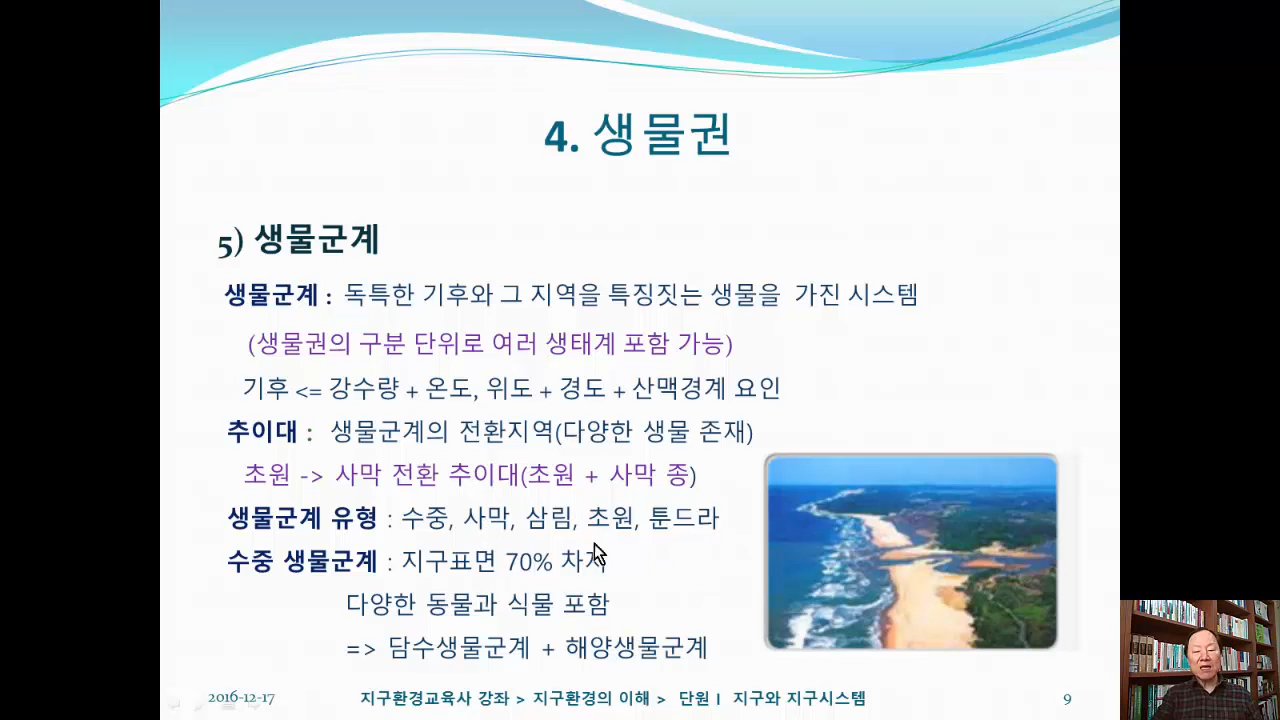 4. 생물권
5) 생물군계
생물군계 : 독특한 기후와 그 지역을 특징짓는 생물을 가진 시스템
(생물권의 구분 단위로 여러 생태계 포함 가능)
기후 <= 강수량 + 온도, 위도 + 경도 + 산맥경계 요인
추이대 : 생물군계의 전환지역(다양한 생물 존재)
초원 -> 사막 전환 추이대(초원 + 사막 종)
생물군계 유형 : 수중, 사막, 삼림, 초원, 툰드라
수중 생물군계 : 지구표면 70% 차지
다양한 동물과 식물 포함
=> 담수생물군계 + 해양생물군계
2016-12-17 지구환경교육사 강좌 > 지구환경의 이해 > 단원 I 지구와 지구시스템 9